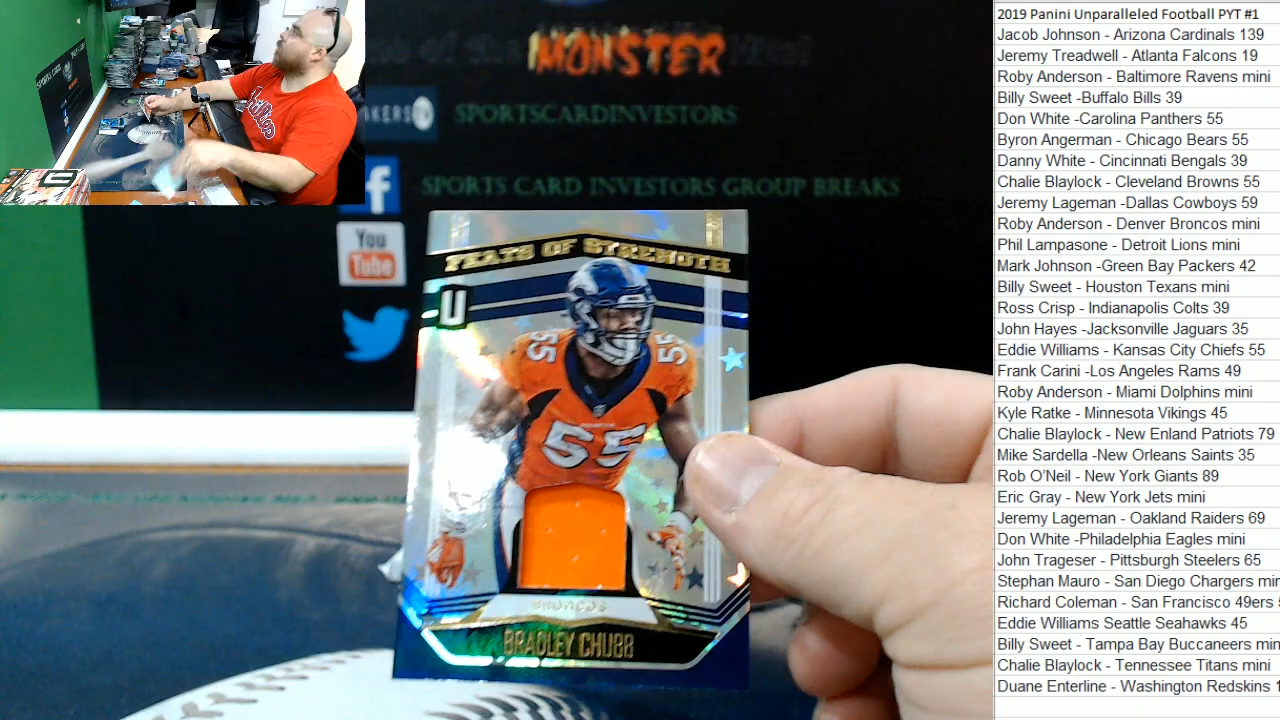 MONSTER
AKERS
SPORTSCARDINVESTORS
SPORTS CARD INVESTORS GROUP BREAKS
f
You
Tube
FEATS OF STRENGTH
U
55
55
55
BRONCOS
BRADLEY CHUBB
Phillies
2019 Panini Unparalleled Football PYT #1
Jacob Johnson - Arizona Cardinals 139
Jeremy Treadwell - Atlanta Falcons 19
Roby Anderson - Baltimore Ravens mini
Billy Sweet -Buffalo Bills 39
Don White -Carolina Panthers 55
Byron Angerman - Chicago Bears 55
Danny White - Cincinnati Bengals 39
Chalie Blaylock - Cleveland Browns 55
Jeremy Lageman -Dallas Cowboys 59
Roby Anderson - Denver Broncos mini
Phil Lampasone - Detroit Lions mini
Mark Johnson -Green Bay Packers 42
Billy Sweet - Houston Texans mini
Ross Crisp - Indianapolis Colts 39
John Hayes -Jacksonville Jaguars 35
Eddie Williams - Kansas City Chiefs 55
Frank Carini -Los Angeles Rams 49
Roby Anderson - Miami Dolphins mini
Kyle Ratke - Minnesota Vikings 45
Chalie Blaylock - New Enland Patriots 79
Mike Sardella -New Orleans Saints 35
Rob O'Neil - New York Giants 89
Eric Gray - New York Jets mini
Jeremy Lageman - Oakland Raiders 69
Don White -Philadelphia Eagles mini
John Trageser - Pittsburgh Steelers 65
Stephan Mauro - San Diego Chargers min
Richard Coleman - San Francisco 49ers 5
Eddie Williams Seattle Seahawks 45
Billy Sweet - Tampa Bay Buccaneers min
Chalie Blaylock - Tennessee Titans mini
Duane Enterline - Washington Redskins 1